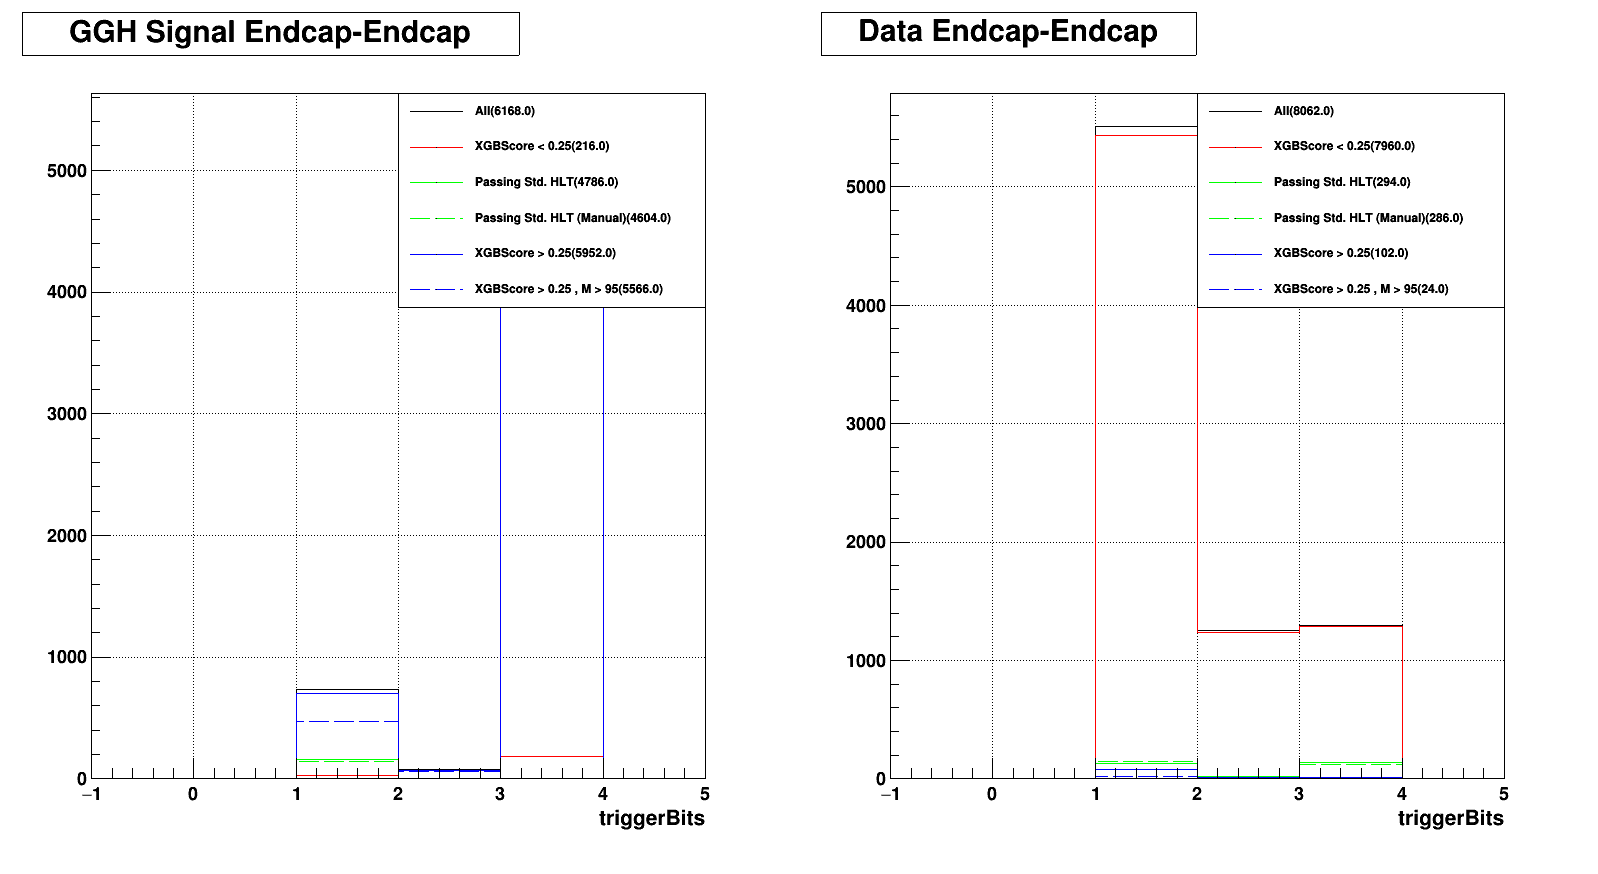 GGH Signal Endcap-Endcap
All(6168.0)
XGBScore < 0.25(216.0)
Passing Std. HLT(4786.0)
Passing Std. HLT (Manual)(4604.0)
XGBScore > 0.25(5952.0)
XGBScore > 0.25 , M > 95(5566.0)
5000
4000
3000
2000
1000
0
−1 0 1 2 3 4 5
triggerBits
Data Endcap-Endcap
All(8062.0)
XGBScore < 0.25(7960.0)
Passing Std. HLT(294.0)
Passing Std. HLT (Manual)(286.0)
XGBScore > 0.25(102.0)
XGBScore > 0.25 , M > 95(24.0)
5000
4000
3000
2000
1000
0
−1 0 1 2 3 4 5
triggerBits